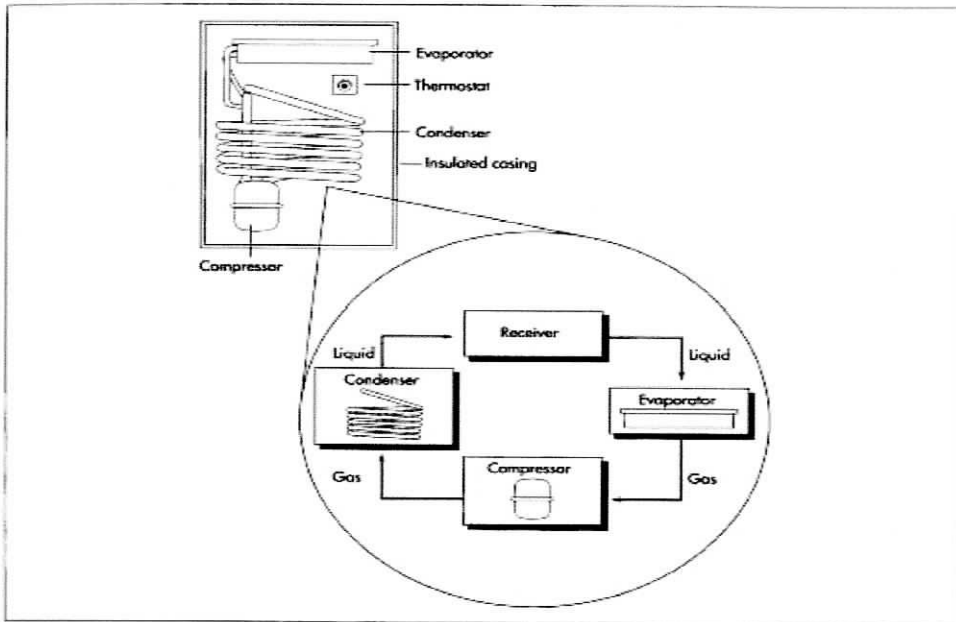 Evaporator
Thermostat
Condenser
Insulated casing
Compressor
Receiver
Liquid
Liquid
Condenser
Evaporator
Compressor
Gas
Gas